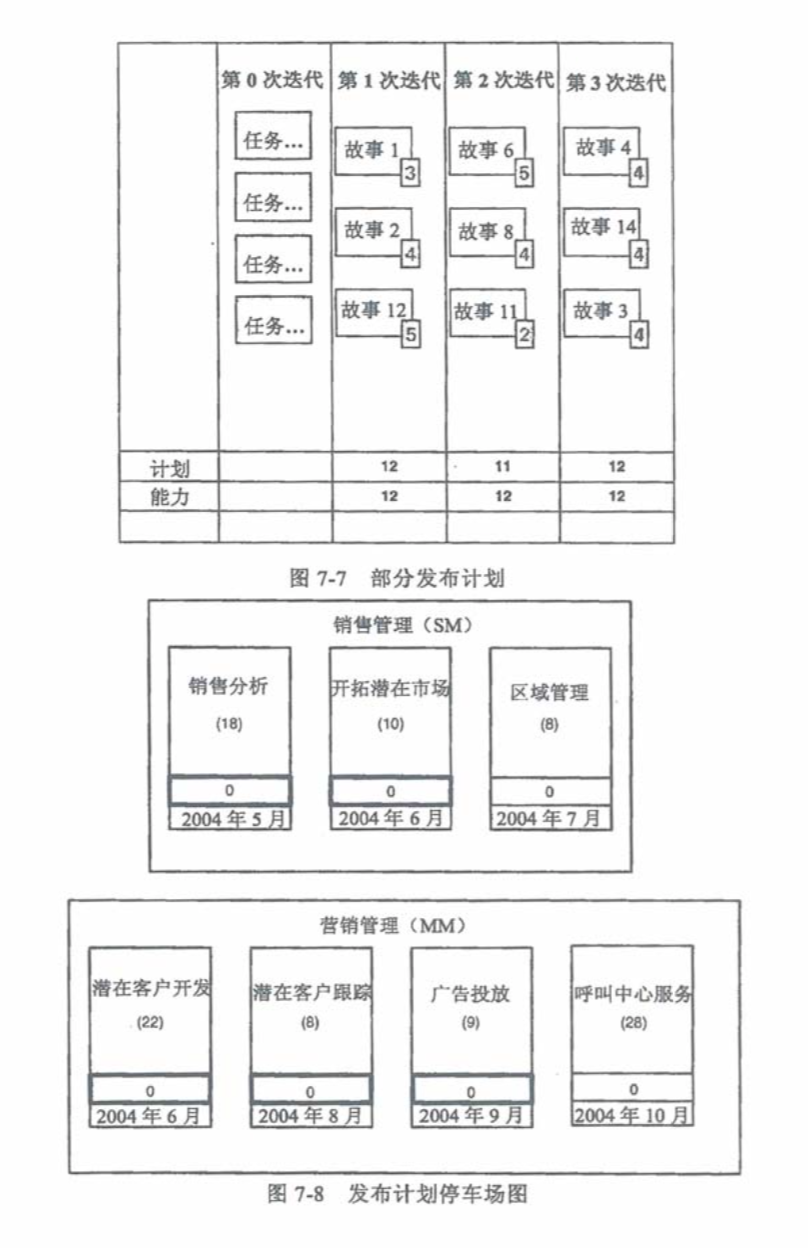 第 0 次迭代 第 1 次迭代 第 2 次迭代 第 3 次迭代
任务... 故事 1 3 故事 6 5 故事 4 4
任务... 故事 2 4 故事 8 4 故事 14 4
任务...
任务... 故事 12 5 故事 11 2 故事 3 4
计划 12 11 12
能力 12 12 12
图 7-7 部分发布计划
销售管理（SM）
销售分析 开拓潜在市场 区域管理
(18) (10) (8)
0 0 0
2004 年 5 月 2004 年 6 月 2004 年 7 月
营销管理（MM）
潜在客户开发 潜在客户跟踪 广告投放 呼叫中心服务
(22) (8) (9) (28)
0 0 0 0
2004 年 6 月 2004 年 8 月 2004 年 9 月 2004 年 10 月
图 7-8 发布计划停车场图